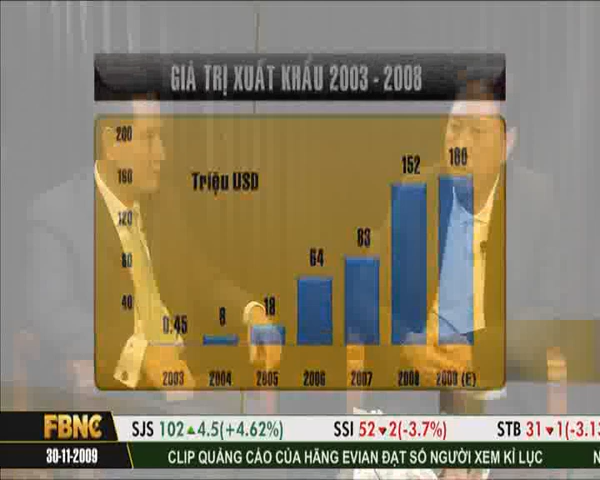 GIÁ TRỊ XUẤT KHẨU 2003 - 2008
200
Triệu USD
160
120
80
40
0.45
8
18
64
83
152
160
2003 2004 2005 2006 2007 2008 2009 (E)
FBNC SJS 102 ▲ 4.5(+4.62%) SSI 52 ▼ 2(-3.7%) STB 31 ▼ 1(-3.13
30-11-2009 CLIP QUẢNG CÁO CỦA HÃNG EVIAN ĐẠT SỐ NGƯỜI XEM KỈ LỤC N